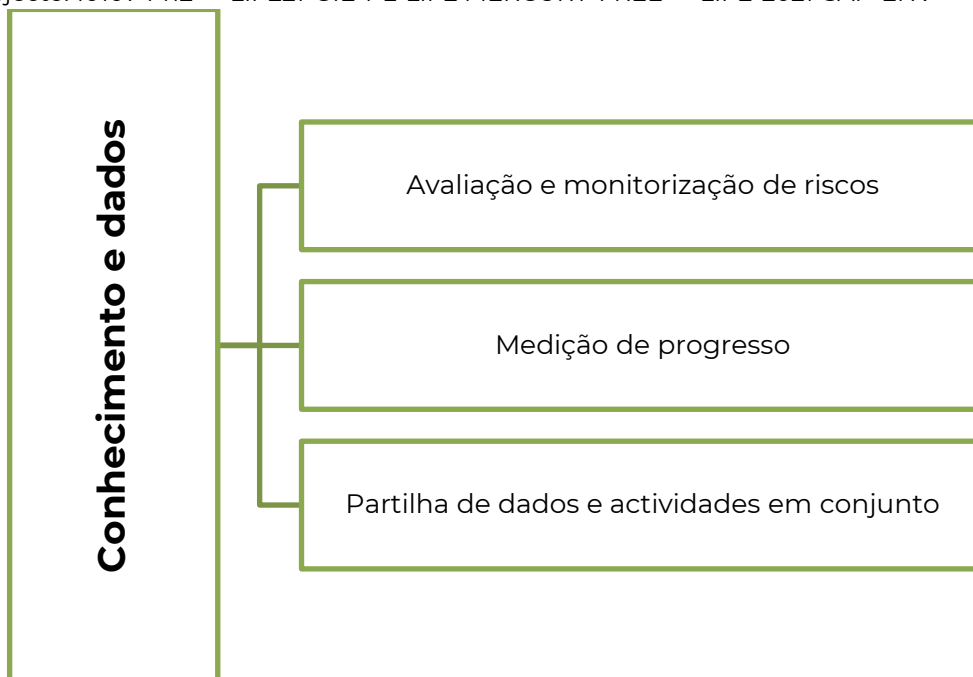 Conhecimento e dados
Avaliação e monitorização de riscos
Medição de progresso
Partilha de dados e actividades em conjunto